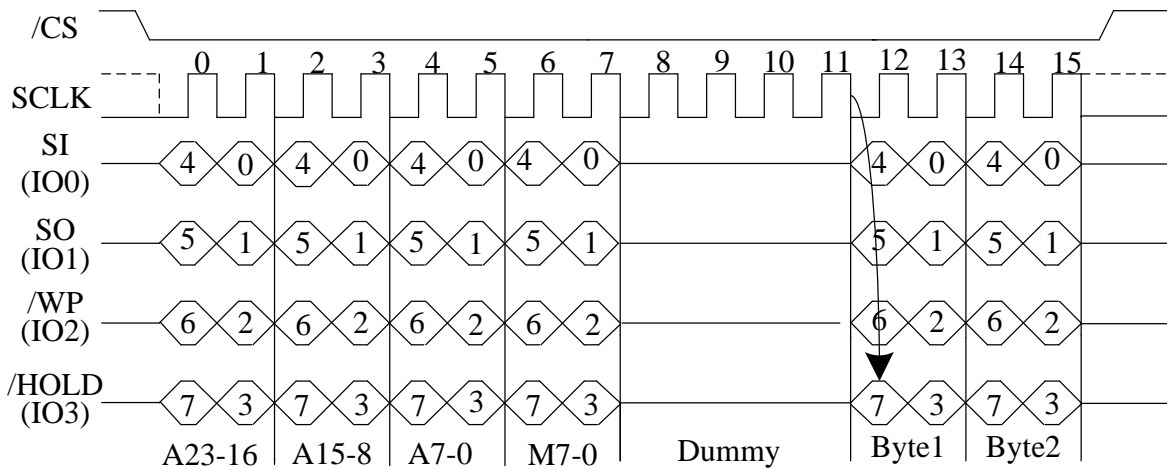 /CS
0 1 2 3 4 5 6 7 8 9 10 11 12 13 14 15
SCLK
SI
(IO0)
4 0 4 0 4 0 4 0 4 0 4 0
SO
(IO1)
5 1 5 1 5 1 5 1 5 1 5 1
/WP
(IO2)
6 2 6 2 6 2 6 2 6 2 6 2
/HOLD
(IO3)
7 3 7 3 7 3 7 3 7 3 7 3
A23-16 A15-8 A7-0 M7-0 Dummy Byte1 Byte2